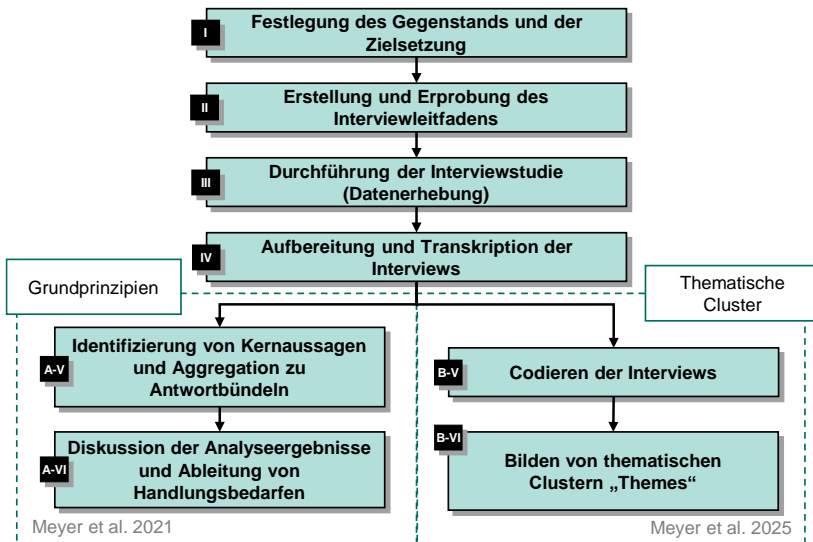 I
Festlegung des Gegenstands und der
Zielsetzung
II
Erstellung und Erprobung des
Interviewleitfadens
III
Durchführung der Interviewstudie
(Datenerhebung)
IV
Aufbereitung und Transkription der
Interviews
Grundprinzipien
Thematische
Cluster
A-V
Identifizierung von Kernaussagen
und Aggregation zu
Antwortbündeln
B-V
Codieren der Interviews
A-VI
Diskussion der Analyseergebnisse
und Ableitung von
Handlungsbedarfen
B-VI
Bilden von thematischen
Clustern „Themes“
Meyer et al. 2021
Meyer et al. 2025